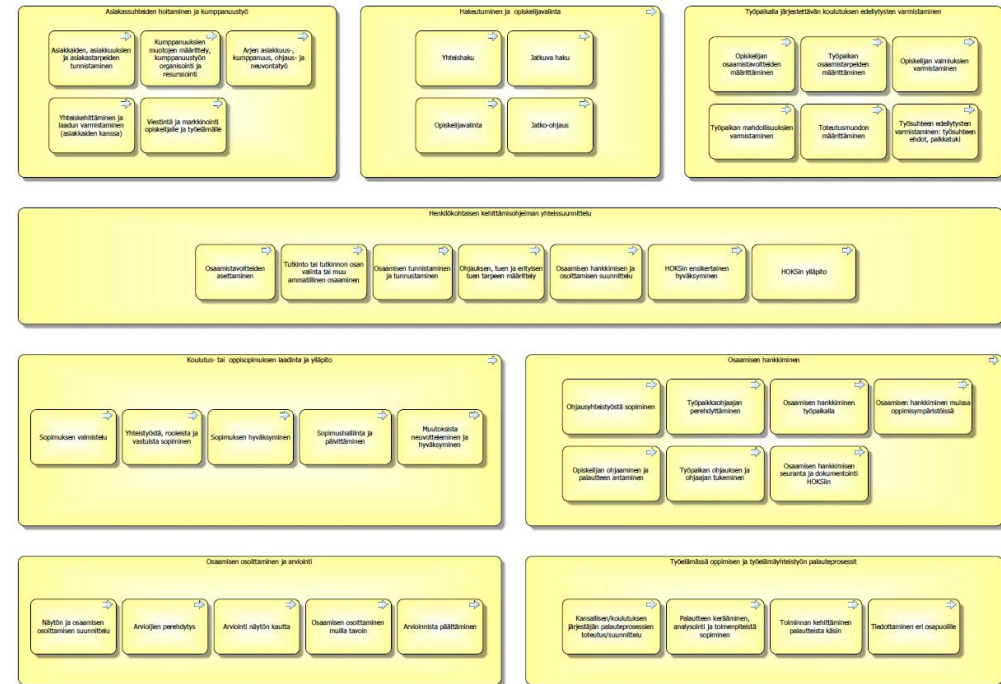 Asiakassuhteiden hoitaminen ja kumppanuustyö
Asiakkaiden, asiakkuuksien
ja asiakastarpeiden
tunnistaminen
Kumppanuuksien
muotojen määrittely,
kumppanuustyön
organisointi ja
resurssointi
Arjen asiakkuus-,
kumppanuus, ohjaus- ja
neuvontatyö
Yhteiskehittäminen ja
laadun varmistaminen
(asiakkaiden kanssa)
Viestintä ja markkinointi
opiskelijalle ja työelämälle
Hakeutuminen ja opiskelijavalinta
Yhteishaku
Jatkuva haku
Opiskelijavalinta
Jatko-ohjaus
Työpaikalla järjestettävän koulutuksen edellytysten varmistaminen
Opiskelijan
osaamistavoitteiden
määrittäminen
Työpaikan
osaamistarpeiden
määrittäminen
Opiskelijan valmiuksien
varmistaminen
Työpaikan mahdollisuuksien
varmistaminen
Toteutusmuodon
määrittäminen
Työsuhteen edellytysten
varmistaminen: työsuhteen
ehdot, palkkatuki
Henkilökohtaisen kehittämisohjelman yhteissuunnittelu
Osaamistavoitteiden
asettaminen
Tutkinto tai tutkinnon osan
valinta tai muu
ammatillinen osaaminen
Osaamisen tunnistaminen
ja tunnustaminen
Ohjauksen, tuen ja erityisen
tuen tarpeen määrittely
Osaamisen hankkimisen ja
osoittamisen suunnittelu
HOKSin ensikertainen
hyväksyminen
HOKSin ylläpito
Koulutus- tai oppisopimuksen laadinta ja ylläpito
Sopimuksen valmistelu
Yhteistyöstä, rooleista ja
vastuista sopiminen
Sopimuksen hyväksyminen
Sopimushallinta ja
päivittäminen
Muutoksista
neuvotteleminen ja
hyväksyminen
Osaamisen hankkiminen
Ohjausyhteistyöstä sopiminen
Työpaikkaohjaajan
perehdyttäminen
Osaamisen hankkiminen
työpaikalla
Osaamisen hankkiminen muissa
oppimisympäristöissä
Opiskelijan ohjaaminen ja
palautteen antaminen
Työpaikan ohjauksen ja
ohjaajan tukeminen
Osaamisen hankkimisen
seuranta ja dokumentointi
HOKSiin
Osaamisen osoittaminen ja arviointi
Näytön ja osaamisen
osoittamisen suunnittelu
Arvioijien perehdytys
Arviointi näytön kautta
Osaamisen osoittaminen
muilla tavoin
Arvioinnista päättäminen
Työelämässä oppimisen ja työelämäyhteistyön palauteprosessit
Kansallisen/koulutuksen
järjestäjän palauteprosessien
toteutus/suunnittelu
Palautteen kerääminen,
analysointi ja toimenpiteistä
sopiminen
Toiminnan kehittäminen
palautteista käsin
Tiedottaminen eri osapuolille